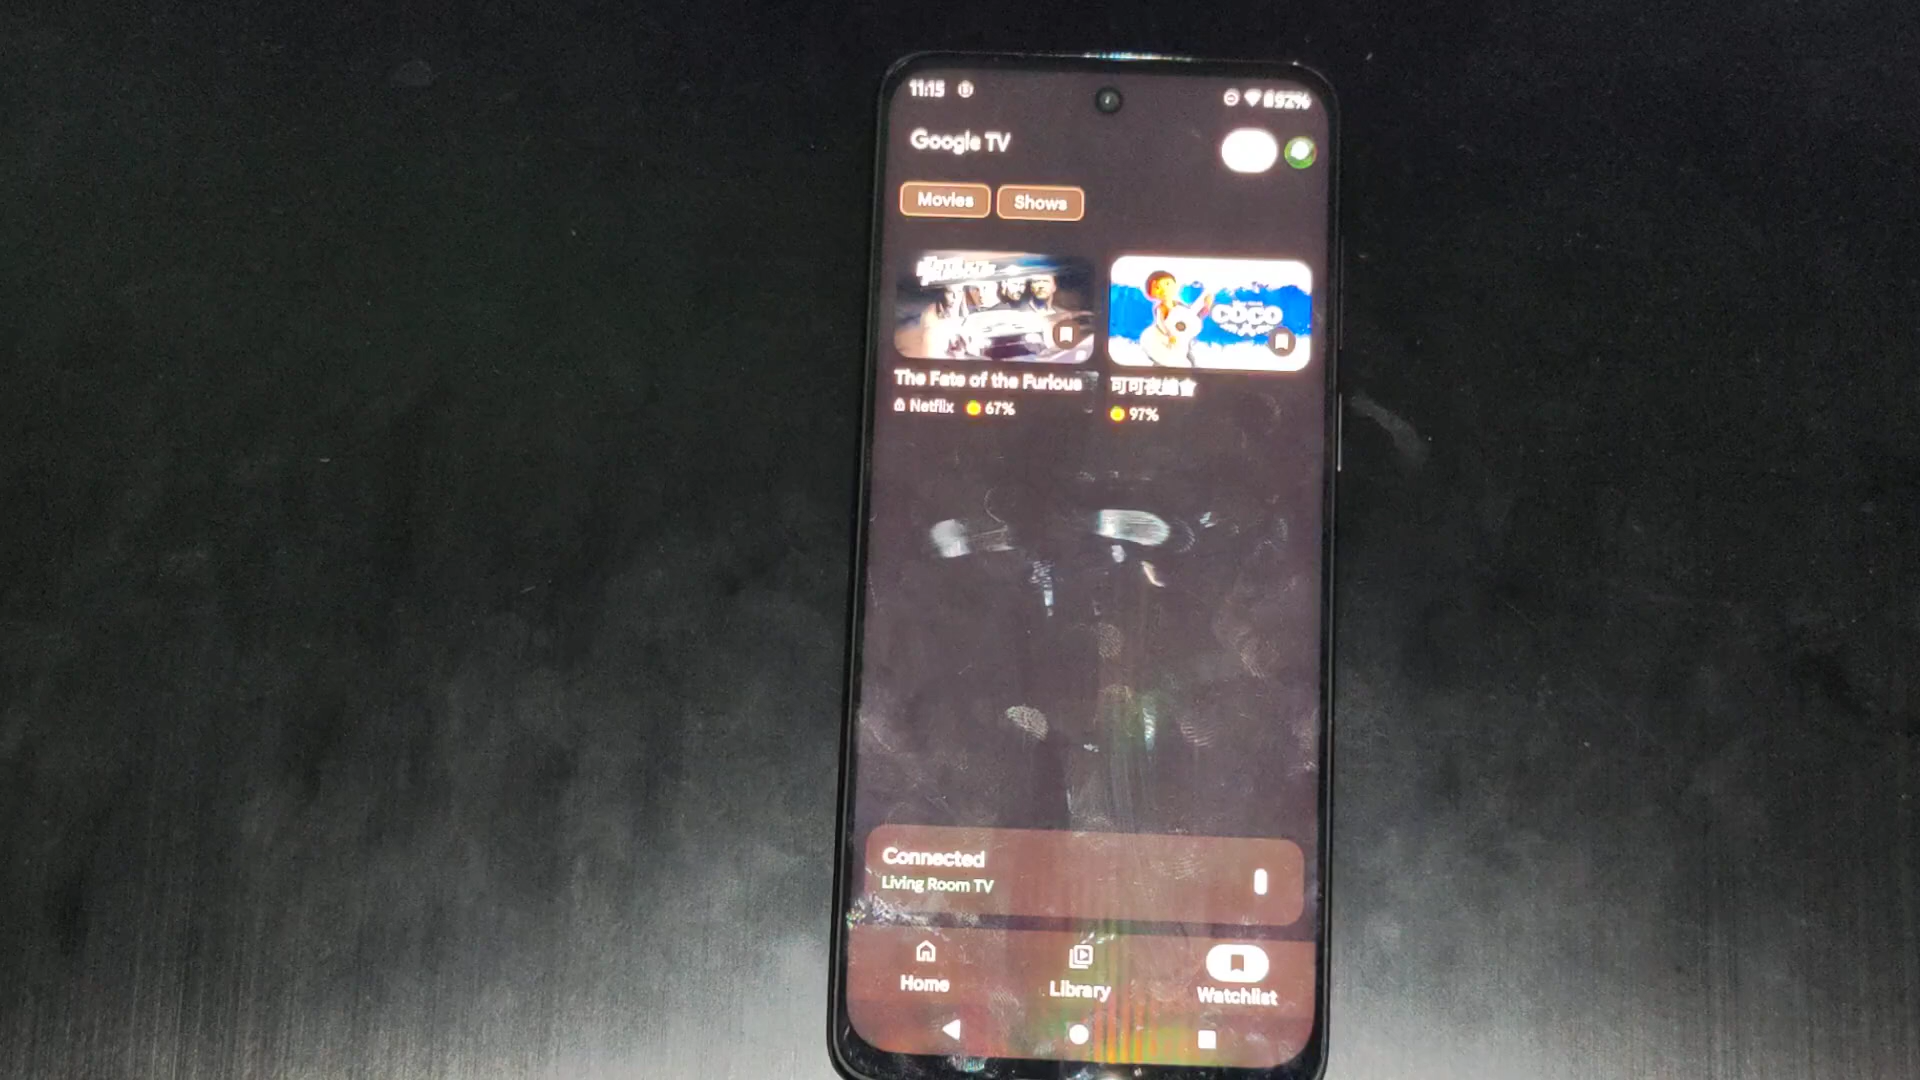 11:15
92%
Google TV
Movies
Shows
COCO
The Fate of the Furious
可可夜總會
Netflix
67%
97%
Connected
Living Room TV
Home
Library
Watchlist